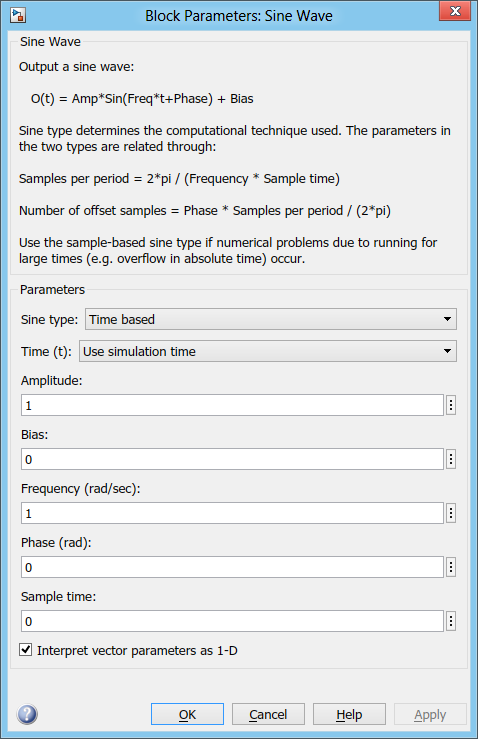 Block Parameters: Sine Wave
Sine Wave
Output a sine wave:
O(t) = Amp*Sin(Freq*t+Phase) + Bias
Sine type determines the computational technique used. The parameters in
the two types are related through:
Samples per period = 2*pi / (Frequency * Sample time)
Number of offset samples = Phase * Samples per period / (2*pi)
Use the sample-based sine type if numerical problems due to running for
large times (e.g. overflow in absolute time) occur.
Parameters
Sine type: Time based
Time (t): Use simulation time
Amplitude:
1
Bias:
0
Frequency (rad/sec):
1
Phase (rad):
0
Sample time:
0
Interpret vector parameters as 1-D
? OK Cancel Help Apply